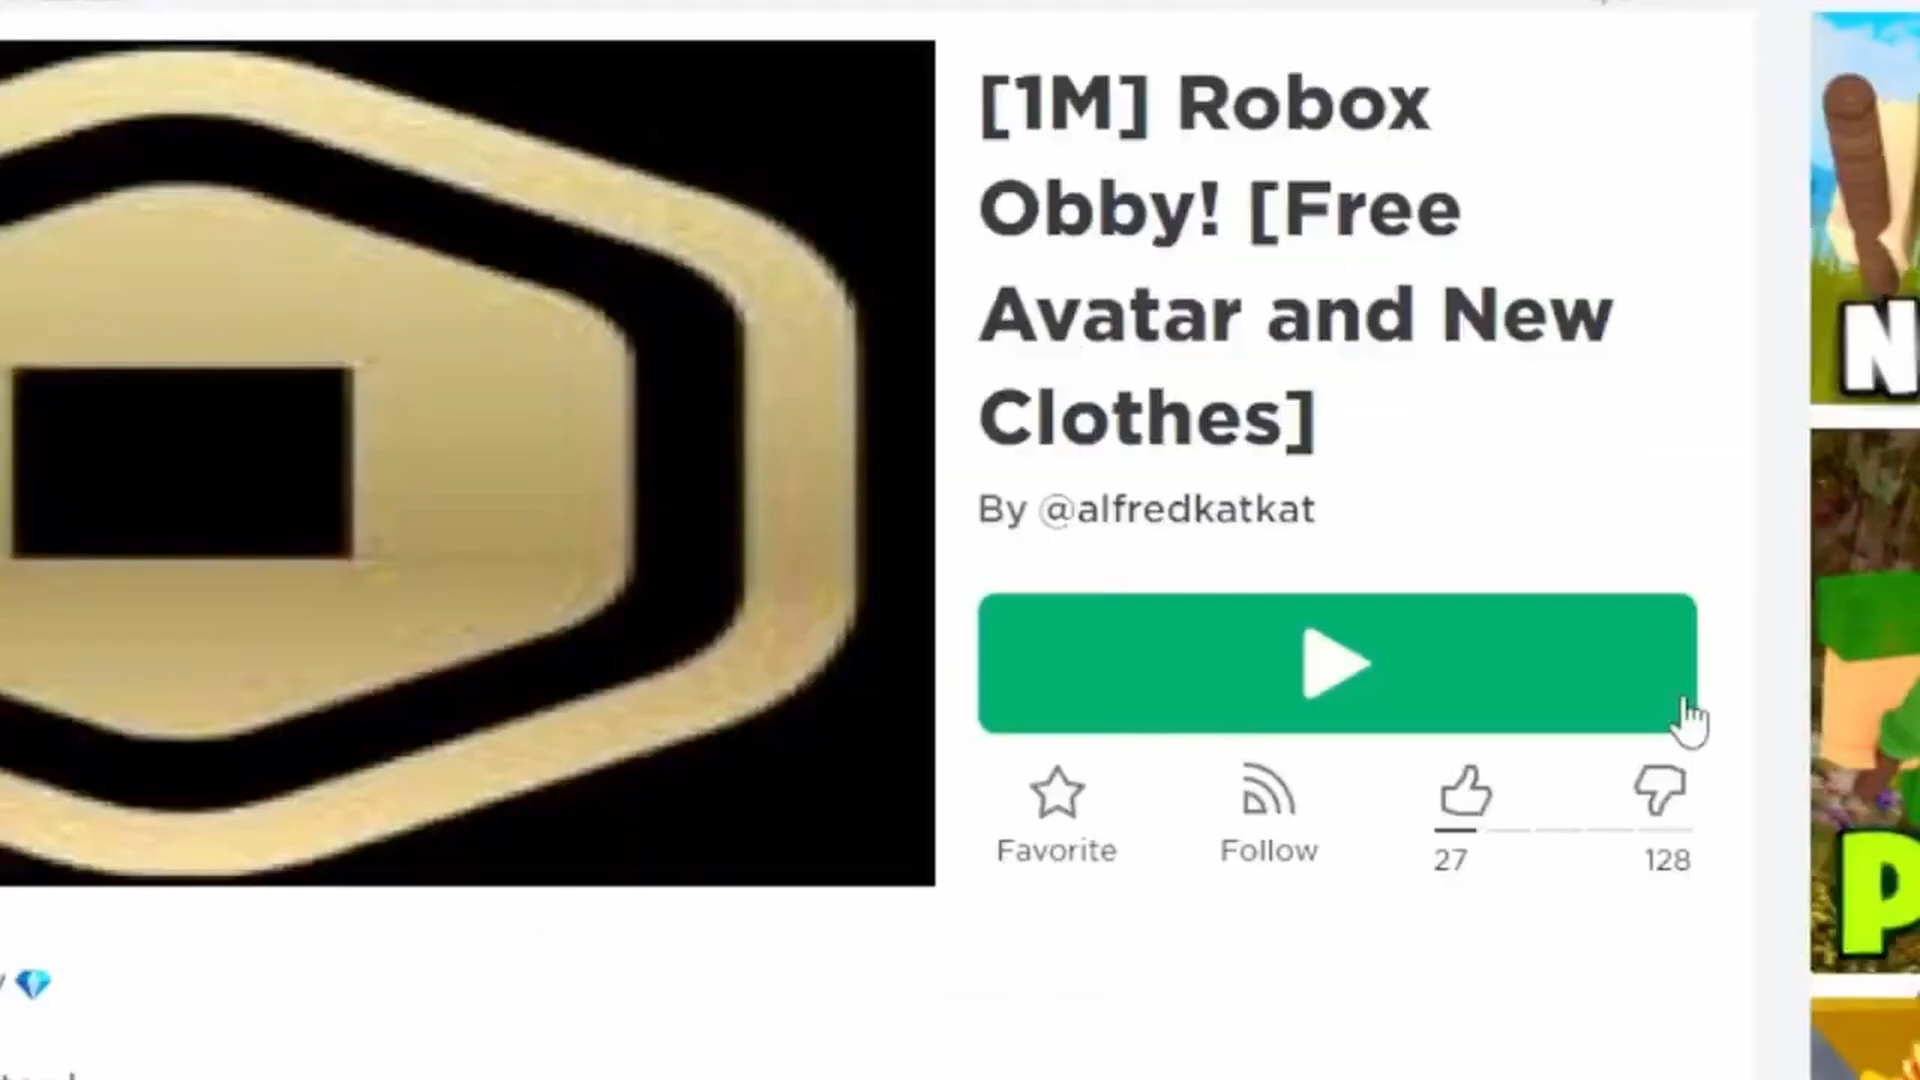 [1M] Robox
Obby! [Free
Avatar and New
Clothes]
By @alfredkatkat
Favorite
Follow
27
128
N
P